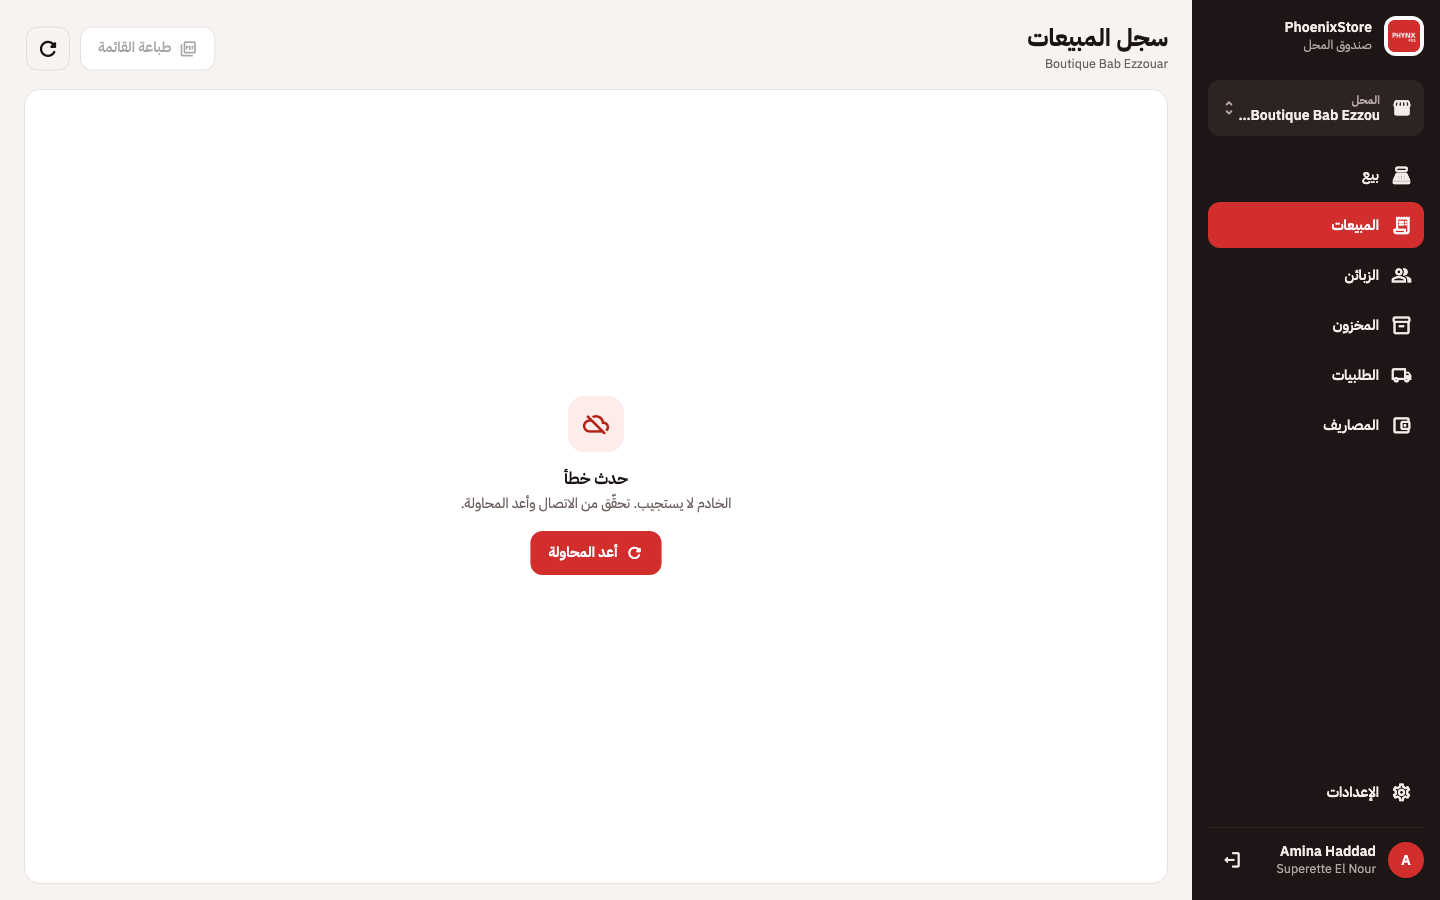 PhoenixStore
صندوق المحل
PHYNX
المحل
Boutique Bab Ezzou...
بيع
المبيعات
الزبائن
المخزون
الطلبيات
المصاريف
الإعدادات
Amina Haddad
Superette El Nour
A
سجل المبيعات
Boutique Bab Ezzouar
طباعة القائمة
حدث خطأ
الخادم لا يستجيب. تحقّق من الاتصال وأعد المحاولة.
أعد المحاولة